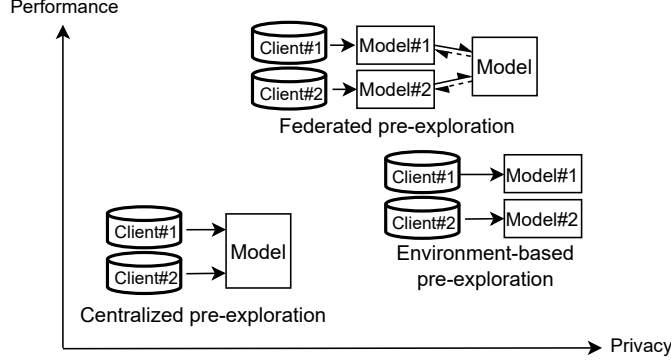 Performance
Client#1
Model#1
Client#2
Model#2
Model
Federated pre-exploration
Client#1
Model#1
Client#2
Model#2
Environment-based
pre-exploration
Client#1
Client#2
Model
Centralized pre-exploration
Privacy